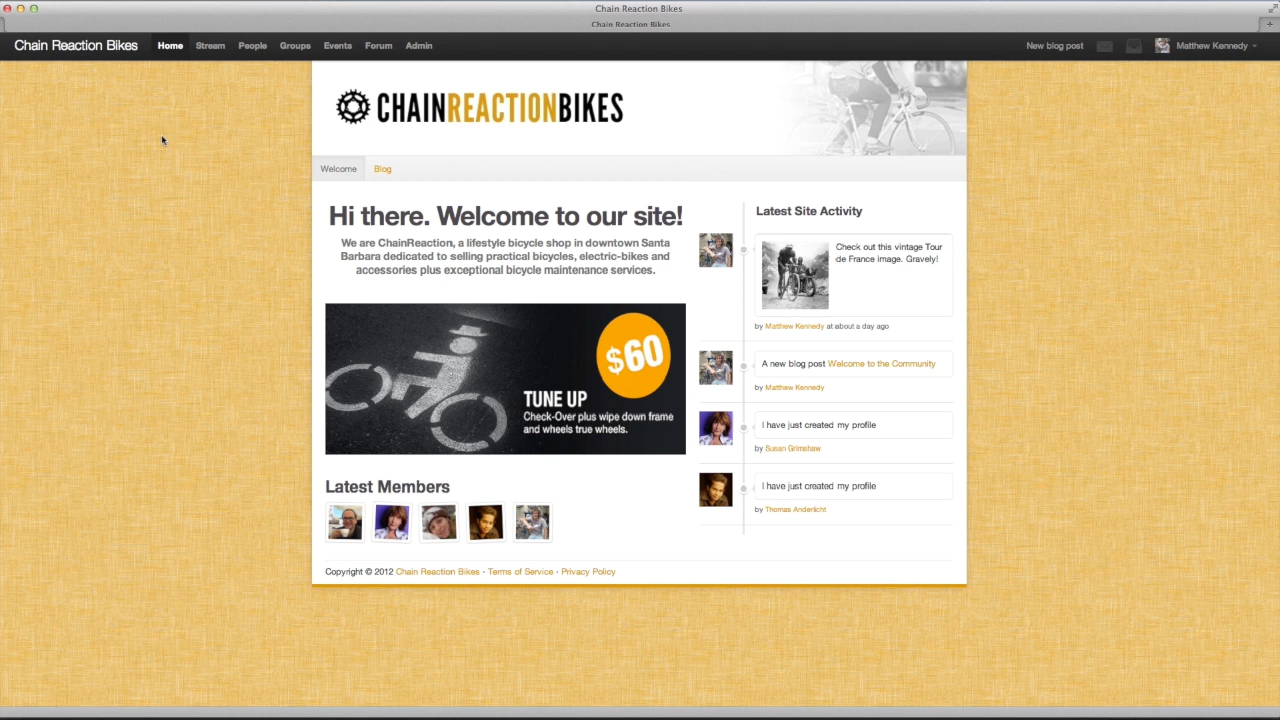 Chain Reaction Bikes
Chain Reaction Bikes
Chain Reaction Bikes Home Stream People Groups Events Forum Admin New blog post Matthew Kennedy
CHAINREACTIONBIKES
Welcome Blog
Hi there. Welcome to our site!
We are ChainReaction, a lifestyle bicycle shop in downtown Santa
Barbara dedicated to selling practical bicycles, electric-bikes and
accessories plus exceptional bicycle maintenance services.
$60
TUNE UP
Check-Over plus wipe down frame
and wheels true wheels.
Latest Members
Latest Site Activity
Check out this vintage Tour
de France image. Gravely!
by Matthew Kennedy at about a day ago
A new blog post Welcome to the Community
by Matthew Kennedy
I have just created my profile
by Susan Grimshaw
I have just created my profile
by Thomas Anderlicht
Copyright © 2012 Chain Reaction Bikes - Terms of Service - Privacy Policy